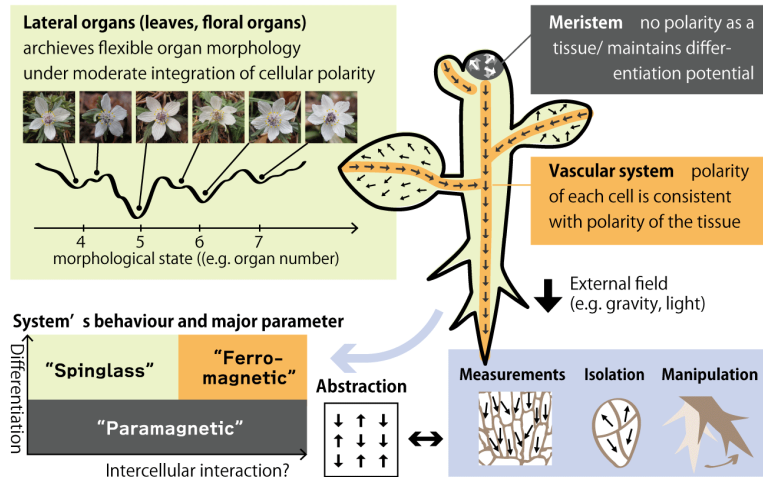 Lateral organs (leaves, floral organs)
achieves flexible organ morphology
under moderate integration of cellular polarity
4 5 6 7
morphological state ((e.g. organ number)
Meristem no polarity as a
tissue/ maintains differ-
entiation potential
Vascular system polarity
of each cell is consistent
with polarity of the tissue
External field
(e.g. gravity, light)
System’s behaviour and major parameter
Differentiation
“Spinglass”
“Ferro-
magnetic”
“Paramagnetic”
Intercellular interaction?
Abstraction
Measurements
Isolation
Manipulation